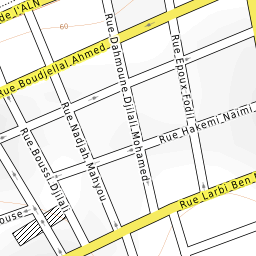 de l'ALN
60
Rue Boudjellal Ahmed
Rue Dahmoune Djilali Mohamed
Rue Epoux Fodil
Rue Hakemi Naimi
Rue Nadjah Mahyou
Rue Boussi Djilali
Rue Larbi Ben
ouse